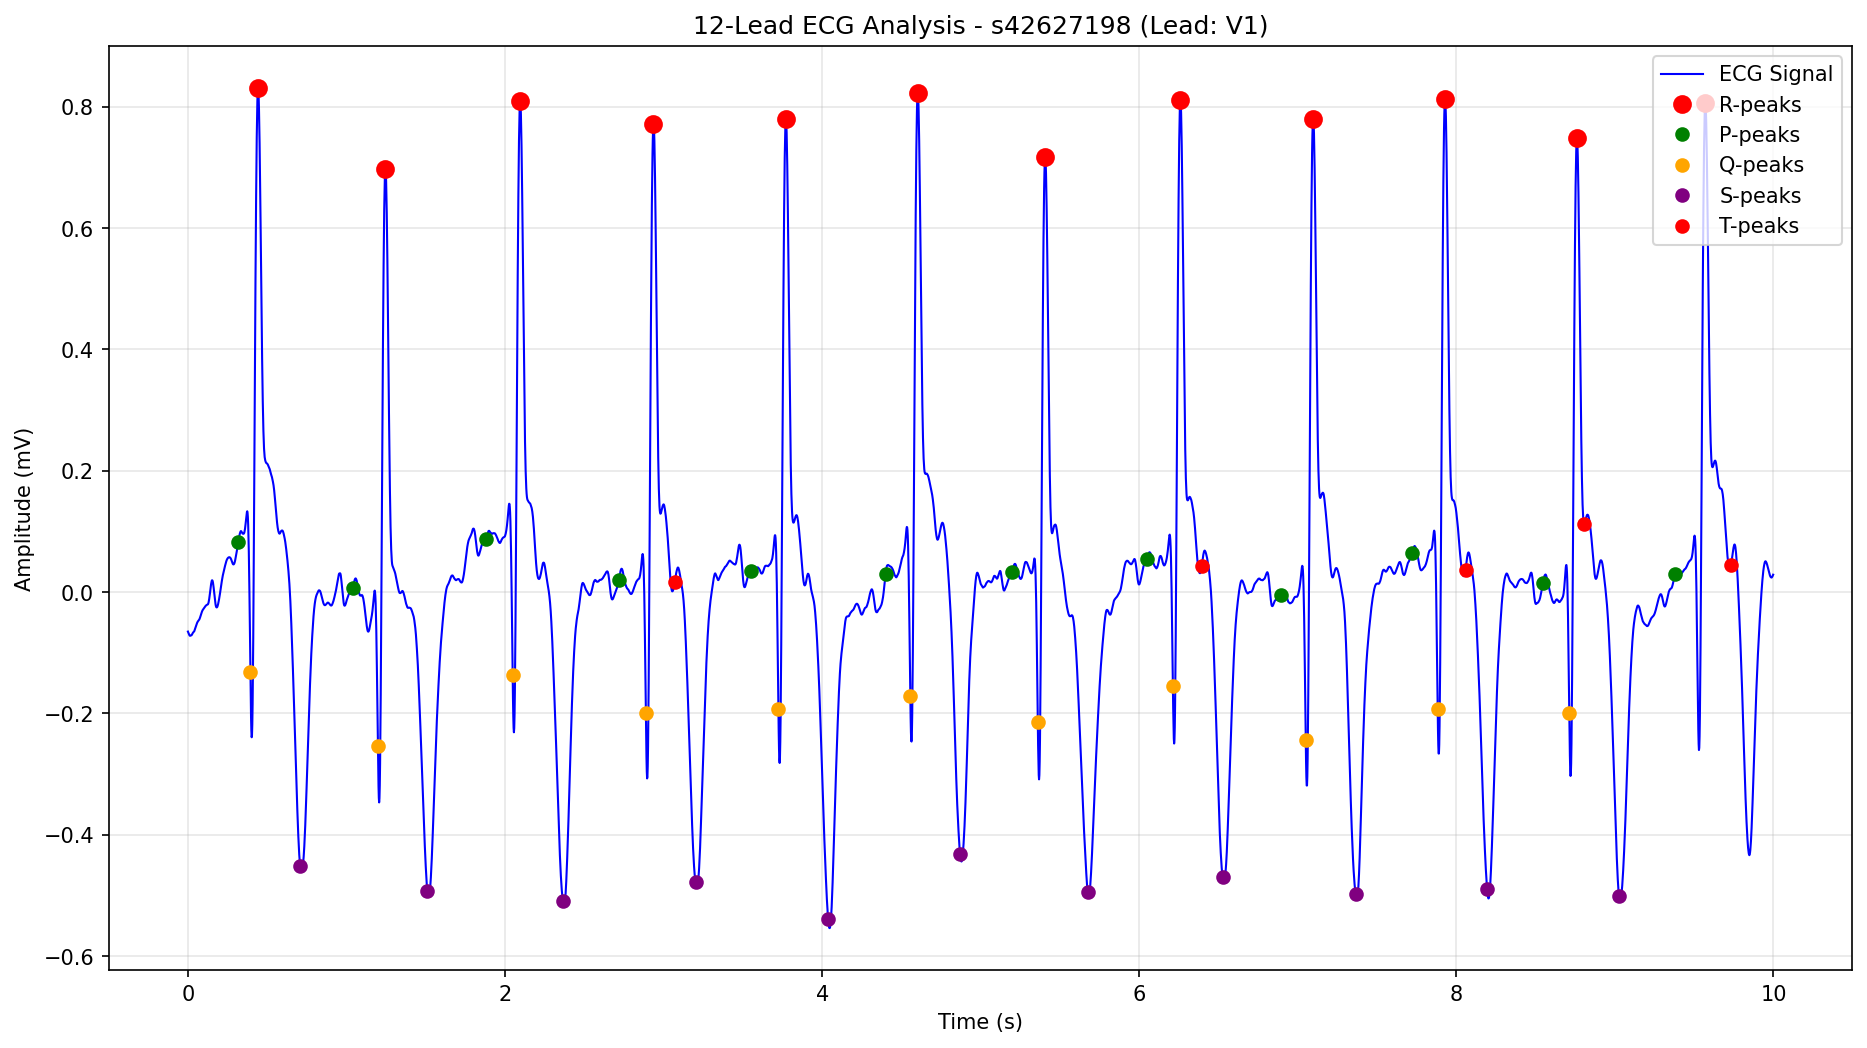 12-Lead ECG Analysis - s42627198 (Lead: V1)
ECG Signal
R-peaks
P-peaks
Q-peaks
S-peaks
T-peaks
Amplitude (mV)
0.8
0.6
0.4
0.2
0.0
−0.2
−0.4
−0.6
0 2 4 6 8 10
Time (s)